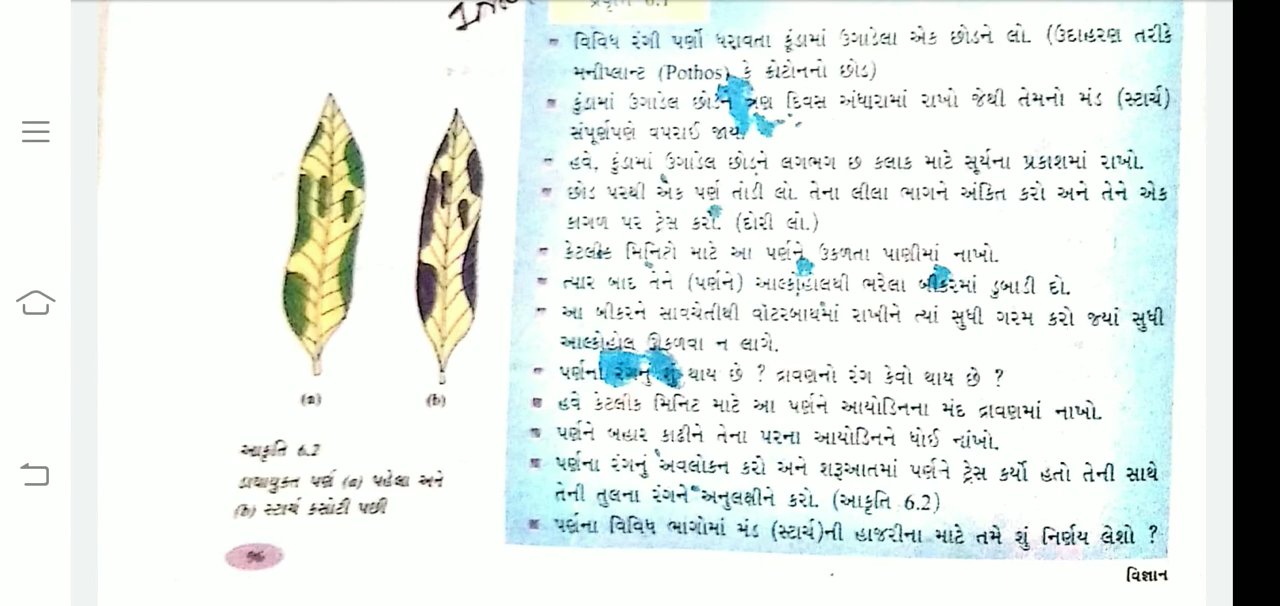 પ્રવૃત્તિ 6.1
વિવિધ રંગી પર્ણો ધરાવતા કૂંડામાં ઉગાડેલા એક છોડને લો. (ઉદાહરણ તરીકે
મનીપ્લાન્ટ (Pothos) કે ક્રોટોનનો છોડ)
કુંડામાં ઉગાડેલ છોડને ત્રણ દિવસ અંધારામાં રાખો જેથી તેમનો મંડ (સ્ટાર્ચ)
સંપૂર્ણપણે વપરાઈ જાય.
હવે, કુંડામાં ઉગાડેલ છોડને લગભગ છ કલાક માટે સૂર્યના પ્રકાશમાં રાખો.
છોડ પરથી એક પર્ણ તોડી લો. તેના લીલા ભાગને અંકિત કરો અને તેને એક
કાગળ પર ટ્રેસ કરો. (દોરી લો.)
કેટલીક મિનિટો માટે આ પર્ણને ઉકળતા પાણીમાં નાખો.
ત્યાર બાદ તેને (પર્ણને) આલ્કોહોલથી ભરેલા બીકરમાં ડુબાડી દો.
આ બીકરને સાવચેતીથી વૉટરબાથમાં રાખીને ત્યાં સુધી ગરમ કરો જ્યાં સુધી
આલ્કોહોલ ઊકળવા ન લાગે.
પર્ણના રંગનું શું થાય છે ? દ્રાવણનો રંગ કેવો થાય છે ?
હવે કેટલીક મિનિટ માટે આ પર્ણને આયોડિનના મંદ દ્રાવણમાં નાખો.
પર્ણને બહાર કાઢીને તેના પરના આયોડિનને ધોઈ નાંખો.
પર્ણના રંગનું અવલોકન કરો અને શરૂઆતમાં પર્ણને ટ્રેસ કર્યો હતો તેની સાથે
તેની તુલના રંગને અનુલક્ષીને કરો. (આકૃતિ 6.2)
પર્ણના વિવિધ ભાગોમાં મંડ (સ્ટાર્ચ)ની હાજરીના માટે તમે શું નિર્ણય લેશો ?
(a)
(b)
આકૃતિ 6.2
ડાઘાયુક્ત પર્ણ (a) પહેલા અને
(b) સ્ટાર્ચ કસોટી પછી
વિજ્ઞાન